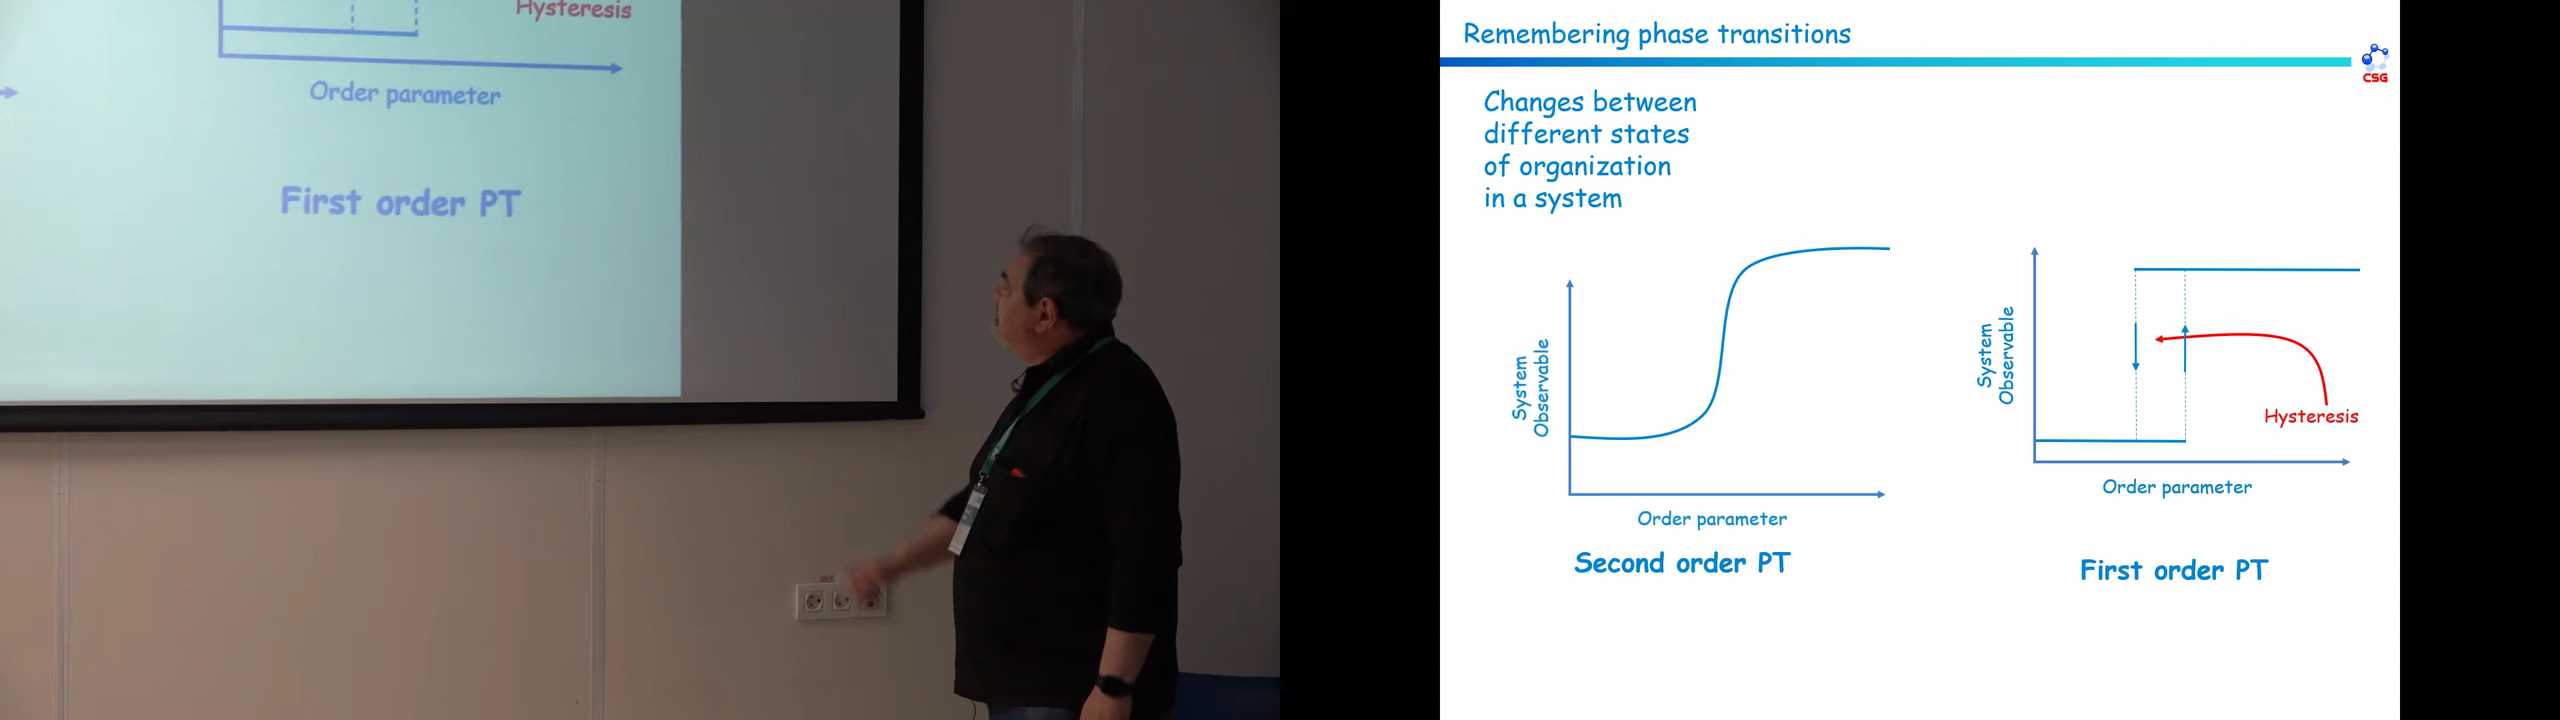 Hysteresis
Order parameter
First order PT
Remembering phase transitions
CSG
Changes between
different states
of organization
in a system
System
Observable
Order parameter
Second order PT
System
Observable
Hysteresis
Order parameter
First order PT